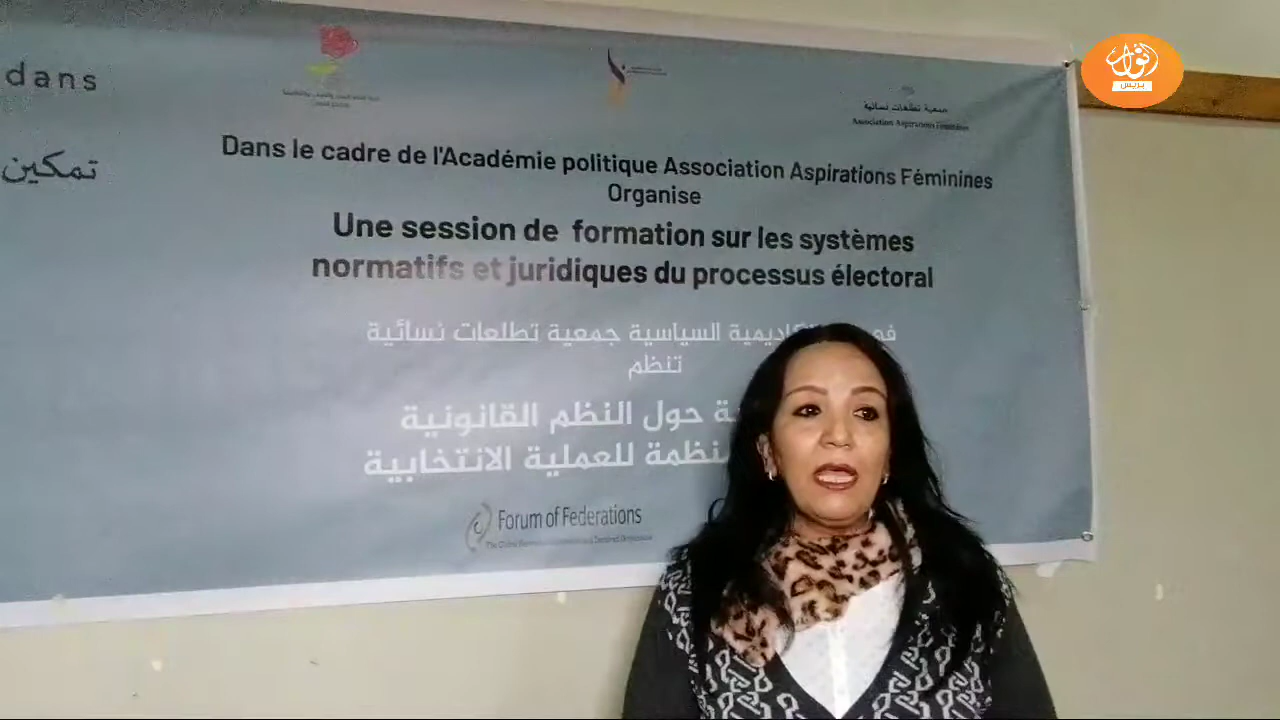 أنوار
بريس
dans
تمكين
جمعية تطلعات نسائية
Association Aspirations Féminines
Dans le cadre de l'Académie politique Association Aspirations Féminines
Organise
Une session de formation sur les systèmes
normatifs et juridiques du processus électoral
السياسية جمعية تطلعات نسائية
تنظم
حول النظم القانونية
للعملية الانتخابية
Forum of Federations